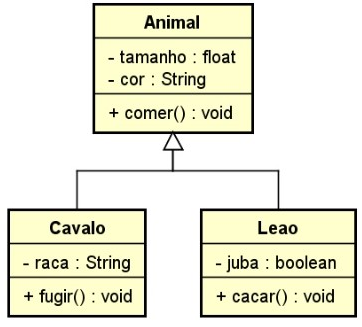 Animal
- tamanho : float
- cor : String
+ comer() : void
Cavalo
- raca : String
+ fugir() : void
Leao
- juba : boolean
+ cacar() : void